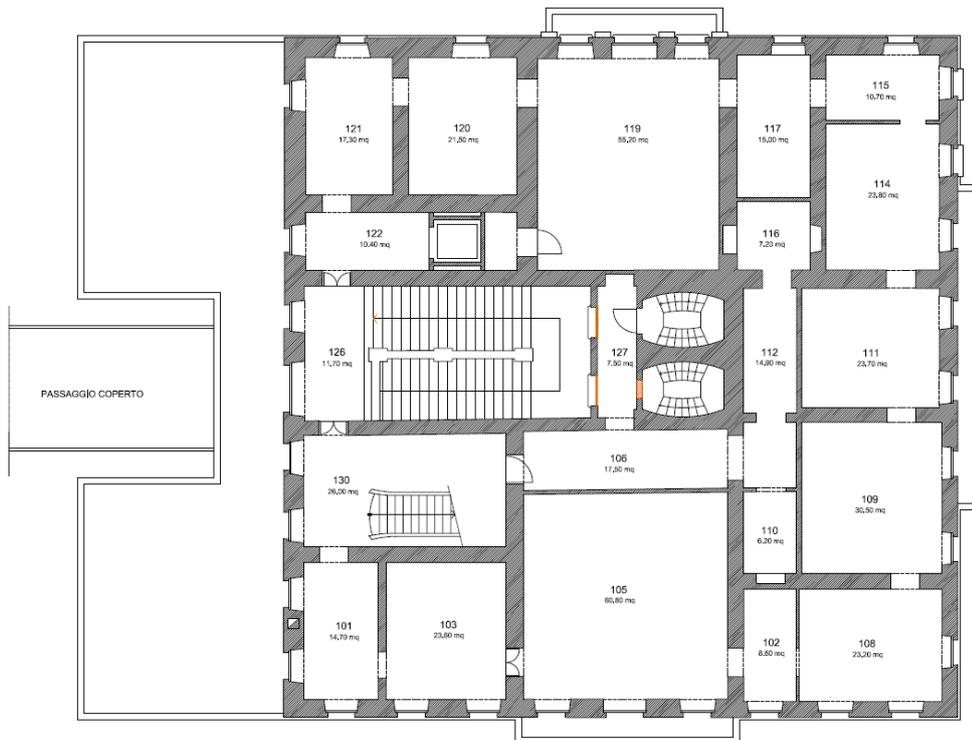 115
10.70 mq
121
17,30 mq
120
21,50 mq
119
55,20 mq
117
15,00 mq
114
23,80 mq
122
10.40 mq
116
7,20 mq
126
11,70 mq
127
7.50 mq
112
14,90 mq
111
23,70 mq
PASSAGGIO COPERTO
106
17,60 mq
130
26,00 mq
109
30,50 mq
110
6.20 mq
105
60,80 mq
101
14,70 mq
103
23,60 mq
102
8,60 mq
108
23,20 mq